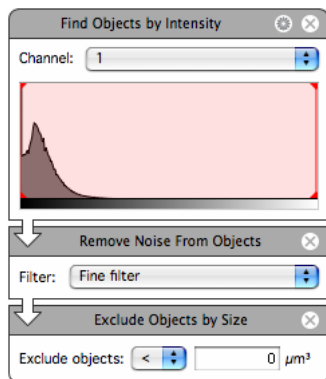 Find Objects by Intensity
Channel: 1
Remove Noise From Objects
Filter: Fine filter
Exclude Objects by Size
Exclude objects: < 0 µm³